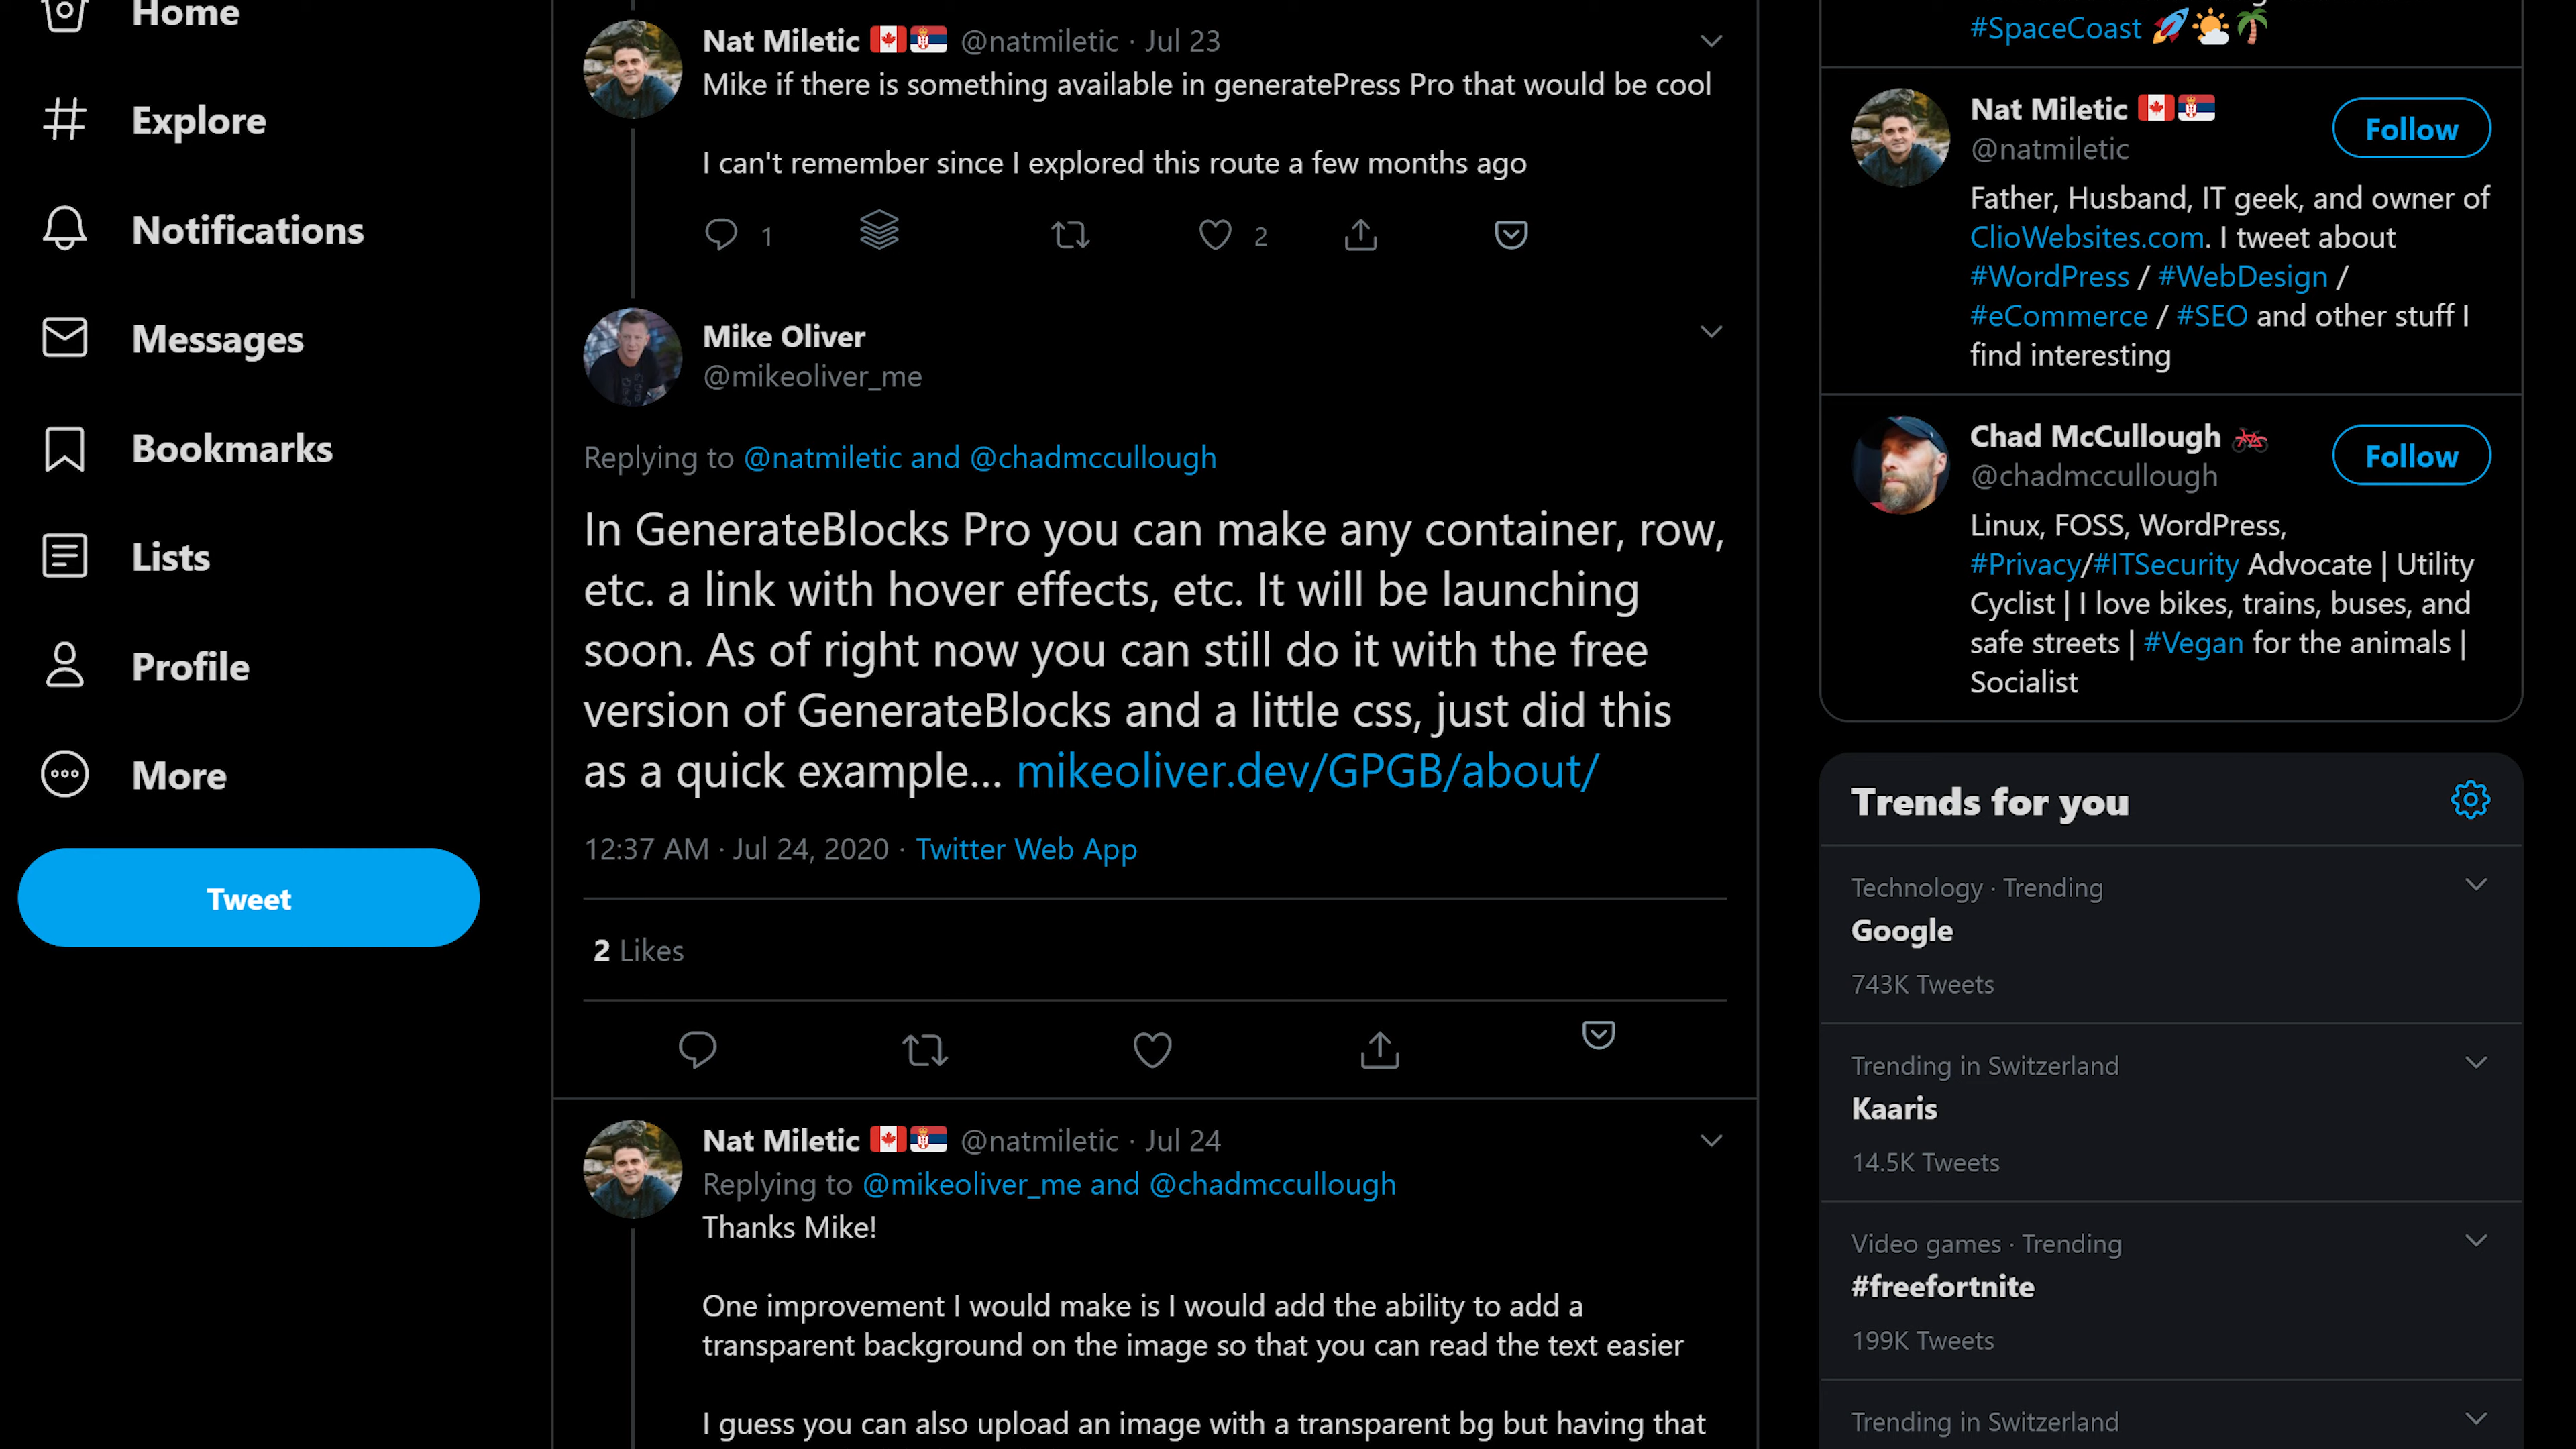 Home
Explore
Notifications
Messages
Bookmarks
Lists
Profile
More
Tweet
Nat Miletic 🇨🇦🇷🇸 @natmiletic · Jul 23
Mike if there is something available in generatePress Pro that would be cool
I can't remember since I explored this route a few months ago
1
2
Mike Oliver
@mikeoliver_me
Replying to @natmiletic and @chadmccullough
In GenerateBlocks Pro you can make any container, row,
etc. a link with hover effects, etc. It will be launching
soon. As of right now you can still do it with the free
version of GenerateBlocks and a little css, just did this
as a quick example... mikeoliver.dev/GPGB/about/
12:37 AM · Jul 24, 2020 · Twitter Web App
2 Likes
Nat Miletic 🇨🇦🇷🇸 @natmiletic · Jul 24
Replying to @mikeoliver_me and @chadmccullough
Thanks Mike!
One improvement I would make is I would add the ability to add a
transparent background on the image so that you can read the text easier
I guess you can also upload an image with a transparent bg but having that
#SpaceCoast 🚀🌤️🌴
Nat Miletic 🇨🇦🇷🇸
@natmiletic
Follow
Father, Husband, IT geek, and owner of
ClioWebsites.com. I tweet about
#WordPress / #WebDesign /
#eCommerce / #SEO and other stuff I
find interesting
Chad McCullough 🚲
@chadmccullough
Follow
Linux, FOSS, WordPress,
#Privacy/#ITSecurity Advocate | Utility
Cyclist | I love bikes, trains, buses, and
safe streets | #Vegan for the animals |
Socialist
Trends for you
Technology · Trending
Google
743K Tweets
Trending in Switzerland
Kaaris
14.5K Tweets
Video games · Trending
#freefortnite
199K Tweets
Trending in Switzerland